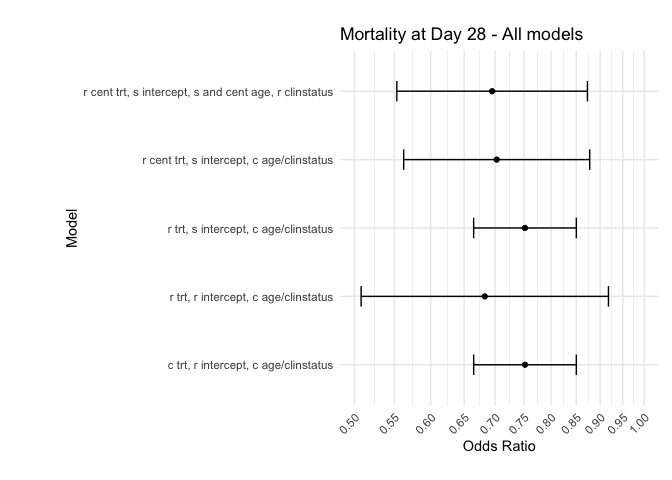 Mortality at Day 28 - All models
r cent trt, s intercept, s and cent age, r clinstatus
r cent trt, s intercept, c age/clinstatus
r trt, s intercept, c age/clinstatus
r trt, r intercept, c age/clinstatus
c trt, r intercept, c age/clinstatus
Model
0.50 0.55 0.60 0.65 0.70 0.75 0.80 0.85 0.90 0.95 1.00
Odds Ratio